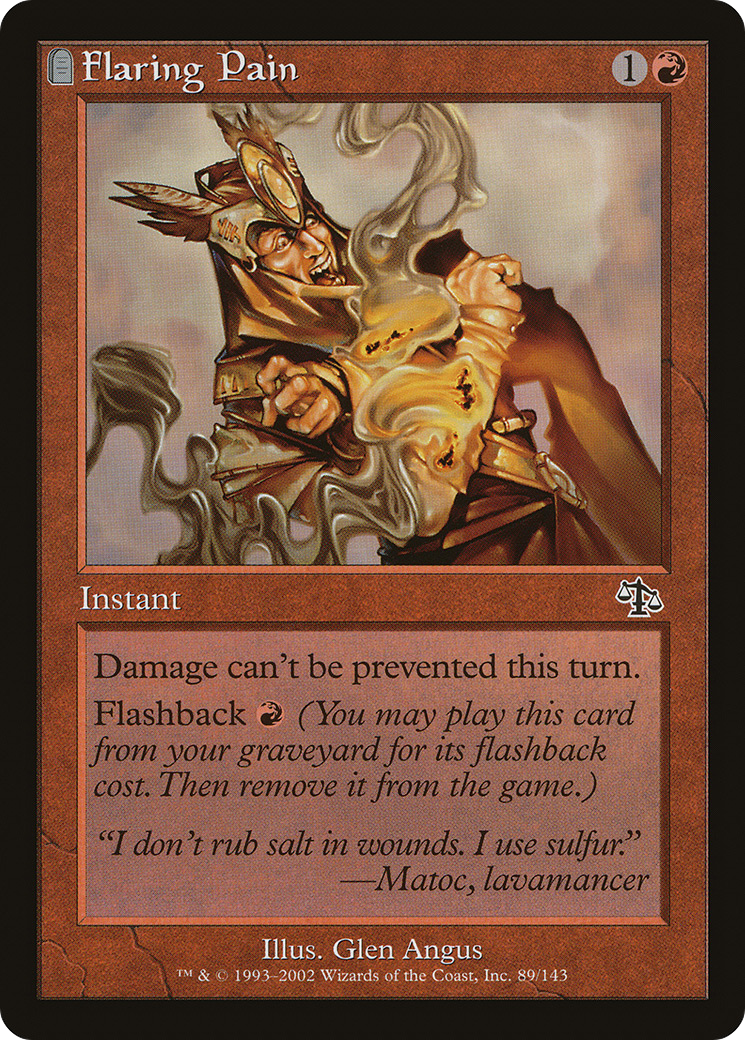 Flaring Pain 1
Instant
Damage can't be prevented this turn.
Flashback (You may play this card
from your graveyard for its flashback
cost. Then remove it from the game.)
“I don't rub salt in wounds. I use sulfur.”
—Matoc, lavamancer
Illus. Glen Angus
™ & © 1993–2002 Wizards of the Coast, Inc. 89/143